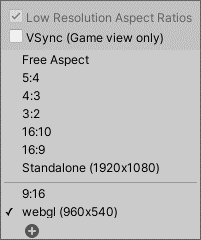 Low Resolution Aspect Ratios
VSync (Game view only)
Free Aspect
5:4
4:3
3:2
16:10
16:9
Standalone (1920x1080)
9:16
webgl (960x540)